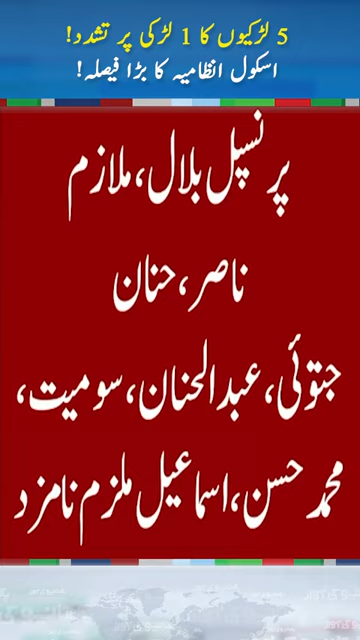 5 لڑکیوں کا 1 لڑکی پر تشدد!
اسکول انظامیہ کا بڑا فیصلہ!
پرنسپل بلال، ملازم
ناصر، حنان
جتوئی، عبدالحنان، سومیت،
محمد حسن، اسماعیل ملزم نامزد